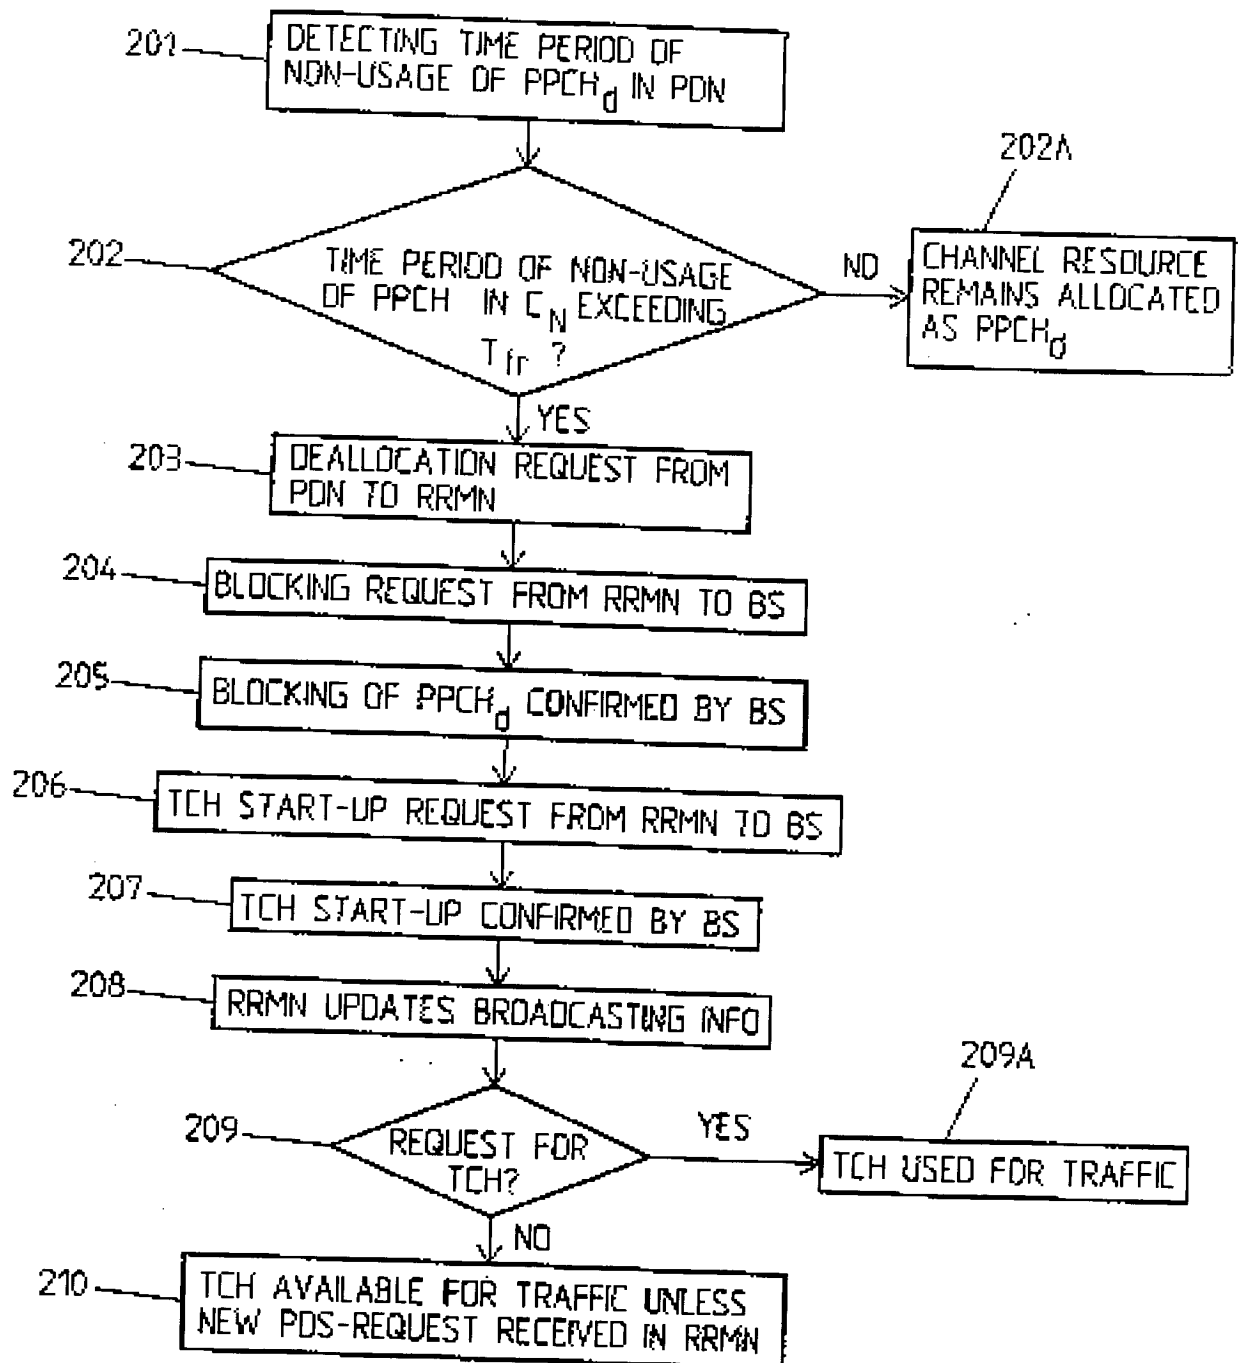 201
DETECTING TIME PERIOD OF
NON-USAGE OF PPCHd IN PDN
202A
202
TIME PERIOD OF NON-USAGE
OF PPCH IN CN EXCEEDING
Tfr ?
NO
CHANNEL RESOURCE
REMAINS ALLOCATED
AS PPCHd
YES
203
DEALLOCATION REQUEST FROM
PDN TO RRMN
204
BLOCKING REQUEST FROM RRMN TO BS
205
BLOCKING OF PPCHd CONFIRMED BY BS
206
TCH START-UP REQUEST FROM RRMN TO BS
207
TCH START-UP CONFIRMED BY BS
208
RRMN UPDATES BROADCASTING INFO
209A
209
REQUEST FOR
TCH?
YES
TCH USED FOR TRAFFIC
NO
210
TCH AVAILABLE FOR TRAFFIC UNLESS
NEW PDS-REQUEST RECEIVED IN RRMN